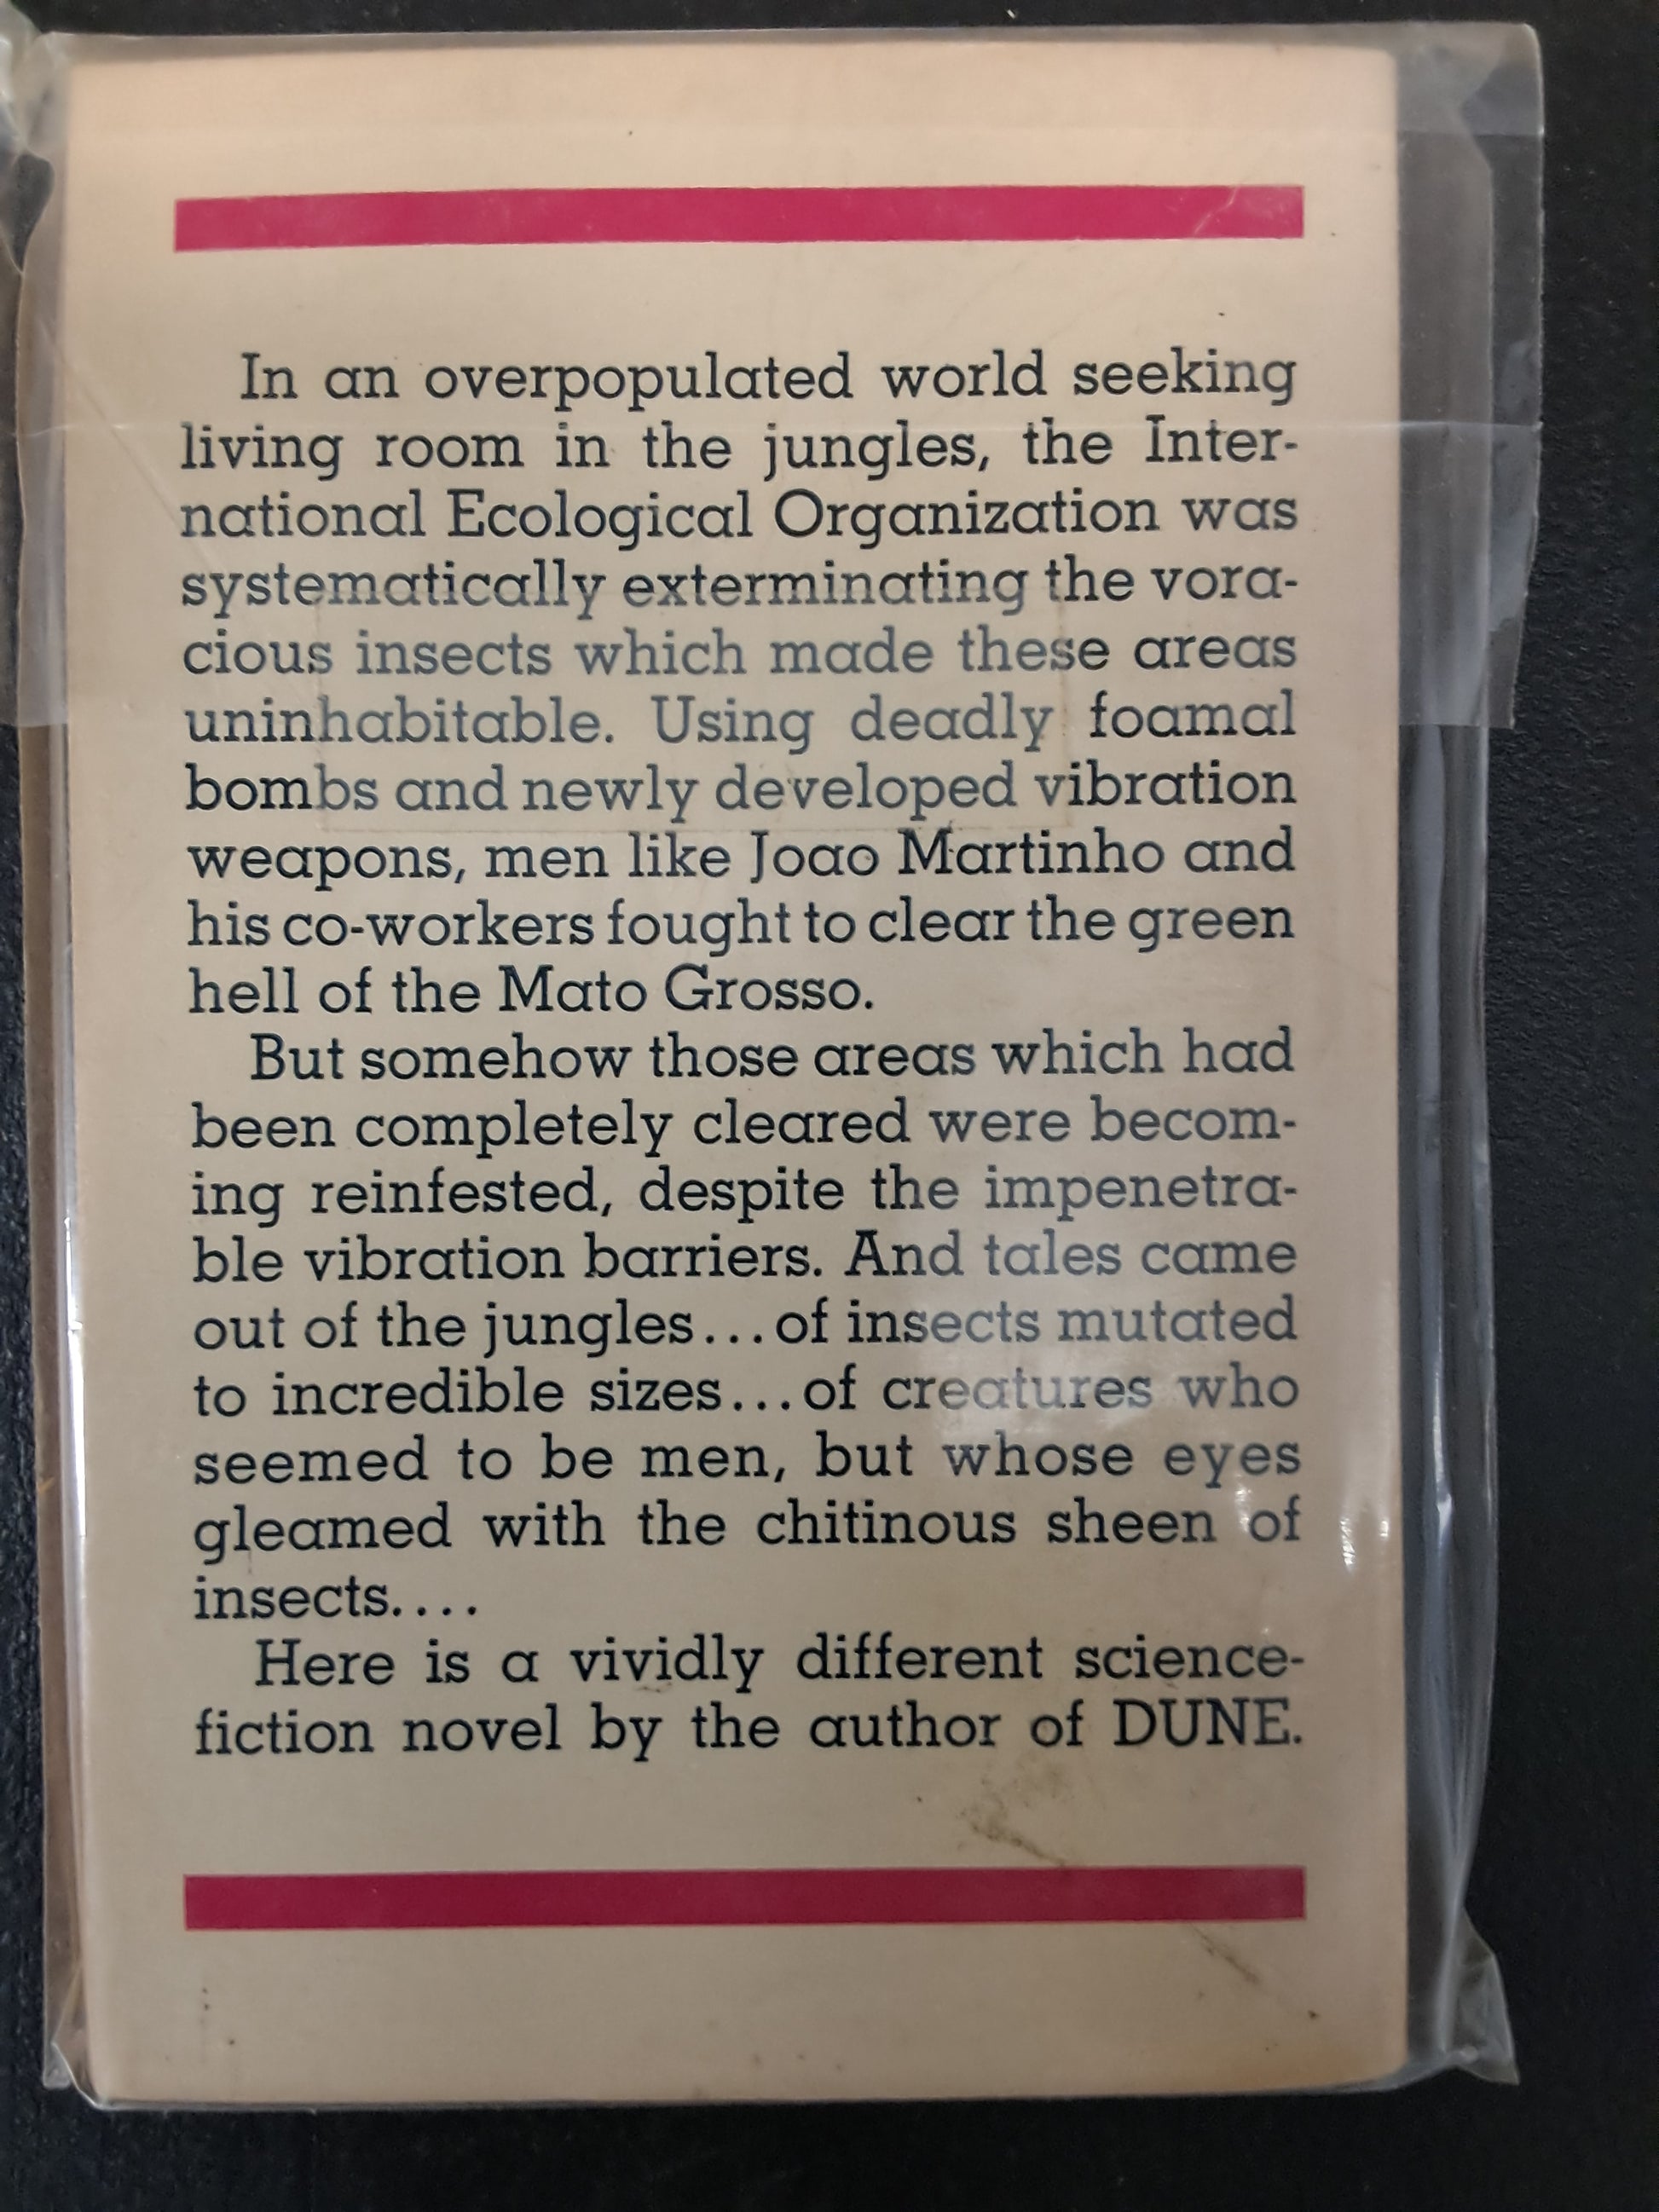 In an overpopulated world seeking
living room in the jungles, the Inter-
national Ecological Organization was
systematically exterminating the vora-
cious insects which made these areas
uninhabitable. Using deadly foamal
bombs and newly developed vibration
weapons, men like Joao Martinho and
his co-workers fought to clear the green
hell of the Mato Grosso.
But somehow those areas which had
been completely cleared were becom-
ing reinfested, despite the impenetra-
ble vibration barriers. And tales came
out of the jungles...of insects mutated
to incredible sizes...of creatures who
seemed to be men, but whose eyes
gleamed with the chitinous sheen of
insects....
Here is a vividly different science-
fiction novel by the author of DUNE.